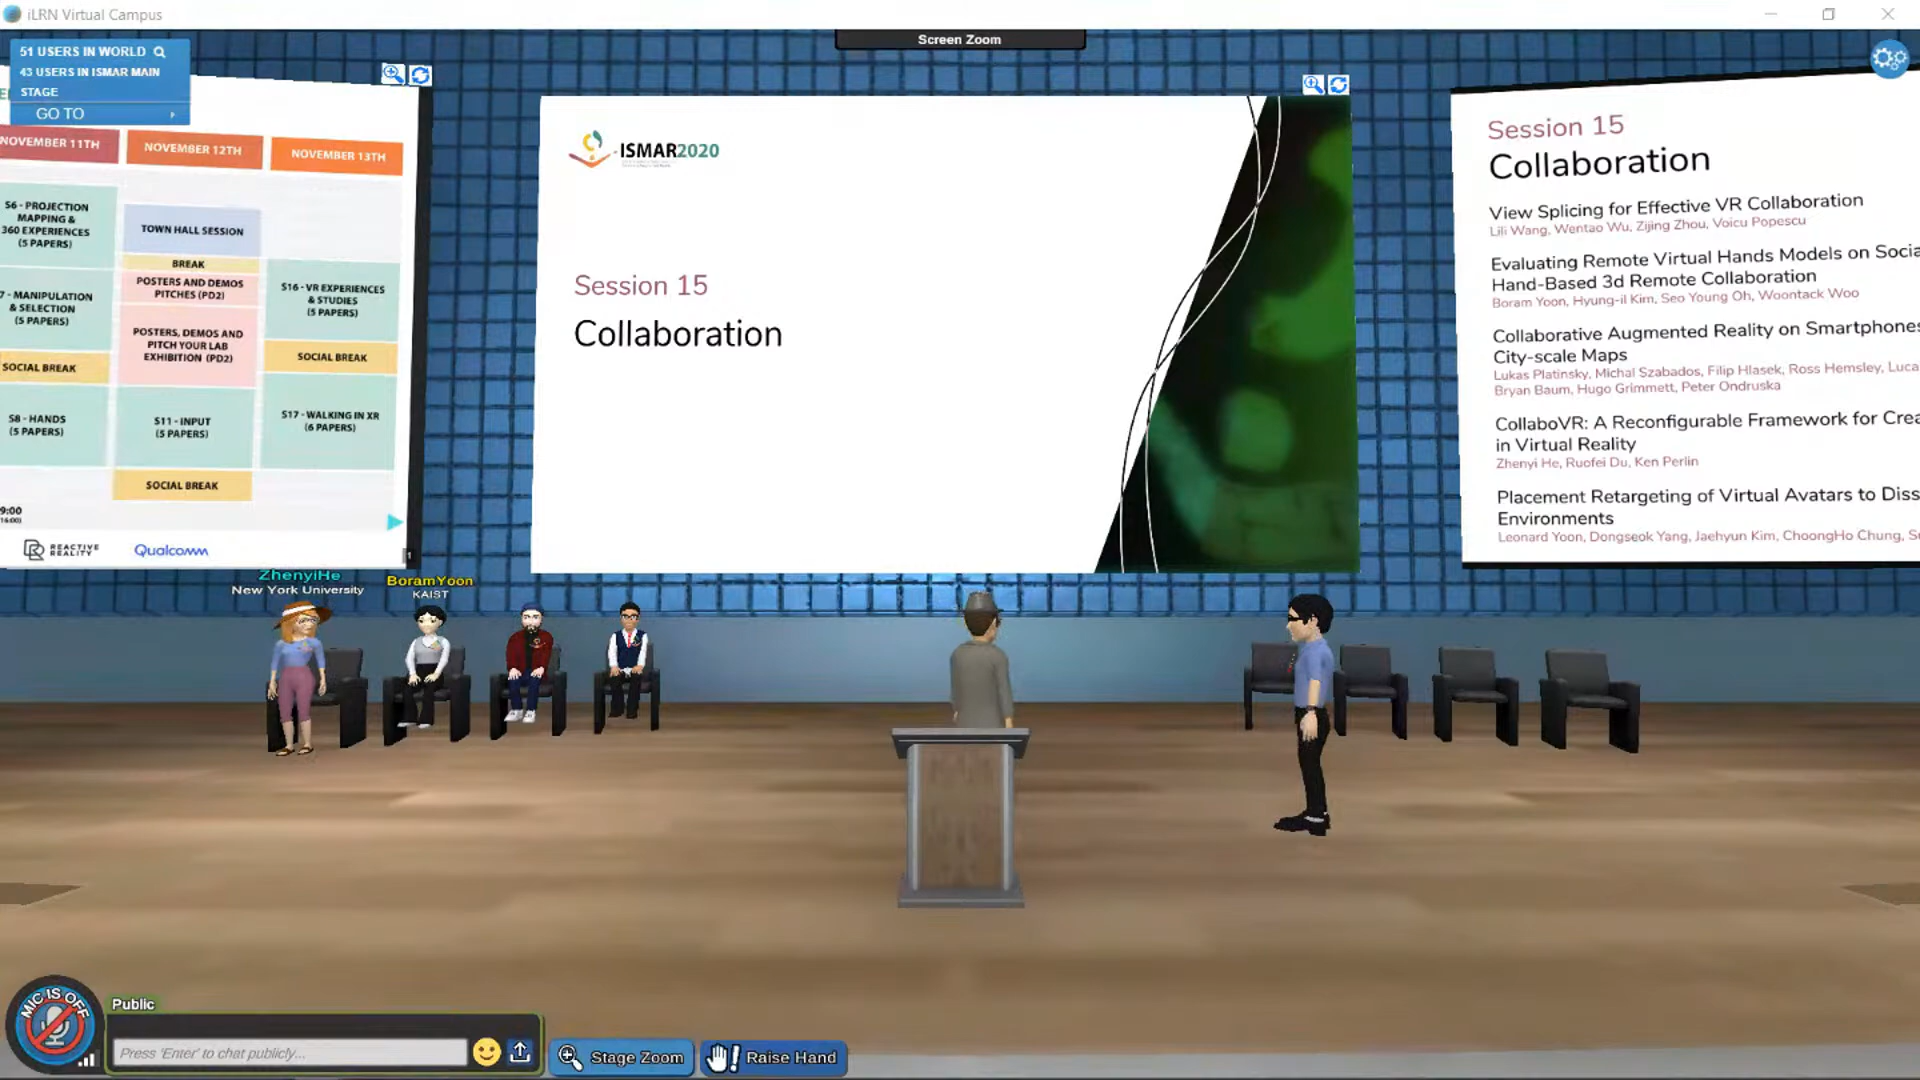 iLRN Virtual Campus
51 USERS IN WORLD
43 USERS IN ISMAR MAIN
STAGE
GO TO
Screen Zoom
NOVEMBER 11TH
NOVEMBER 12TH
NOVEMBER 13TH
S6 - PROJECTION
MAPPING &
360 EXPERIENCES
(5 PAPERS)
7 - MANIPULATION
& SELECTION
(5 PAPERS)
SOCIAL BREAK
S8 - HANDS
(5 PAPERS)
TOWN HALL SESSION
BREAK
POSTERS AND DEMOS
PITCHES (PD2)
POSTERS, DEMOS AND
PITCH YOUR LAB
EXHIBITION (PD2)
S11 - INPUT
(5 PAPERS)
SOCIAL BREAK
S16 - VR EXPERIENCES
& STUDIES
(5 PAPERS)
SOCIAL BREAK
S17 - WALKING IN XR
(6 PAPERS)
9:00
16:00)
REACTIVE
REALITY
Qualcomm
1
ISMAR2020
Session 15
Collaboration
Session 15
Collaboration
View Splicing for Effective VR Collaboration
Lili Wang, Wentao Wu, Zijing Zhou, Voicu Popescu
Evaluating Remote Virtual Hands Models on Socia
Hand-Based 3d Remote Collaboration
Boram Yoon, Hyung-il Kim, Seo Young Oh, Woontack Woo
Collaborative Augmented Reality on Smartphones
City-scale Maps
Lukas Platinsky, Michal Szabados, Filip Hlasek, Ross Hemsley, Luca
Bryan Baum, Hugo Grimmett, Peter Ondruska
CollaboVR: A Reconfigurable Framework for Crea
in Virtual Reality
Zhenyi He, Ruofei Du, Ken Perlin
Placement Retargeting of Virtual Avatars to Diss
Environments
Leonard Yoon, Dongseok Yang, Jaehyun Kim, ChoongHo Chung, S
ZhenyiHe
New York University
BoramYoon
KAIST
MIC IS OFF
Public
Press 'Enter' to chat publicly...
Stage Zoom
Raise Hand